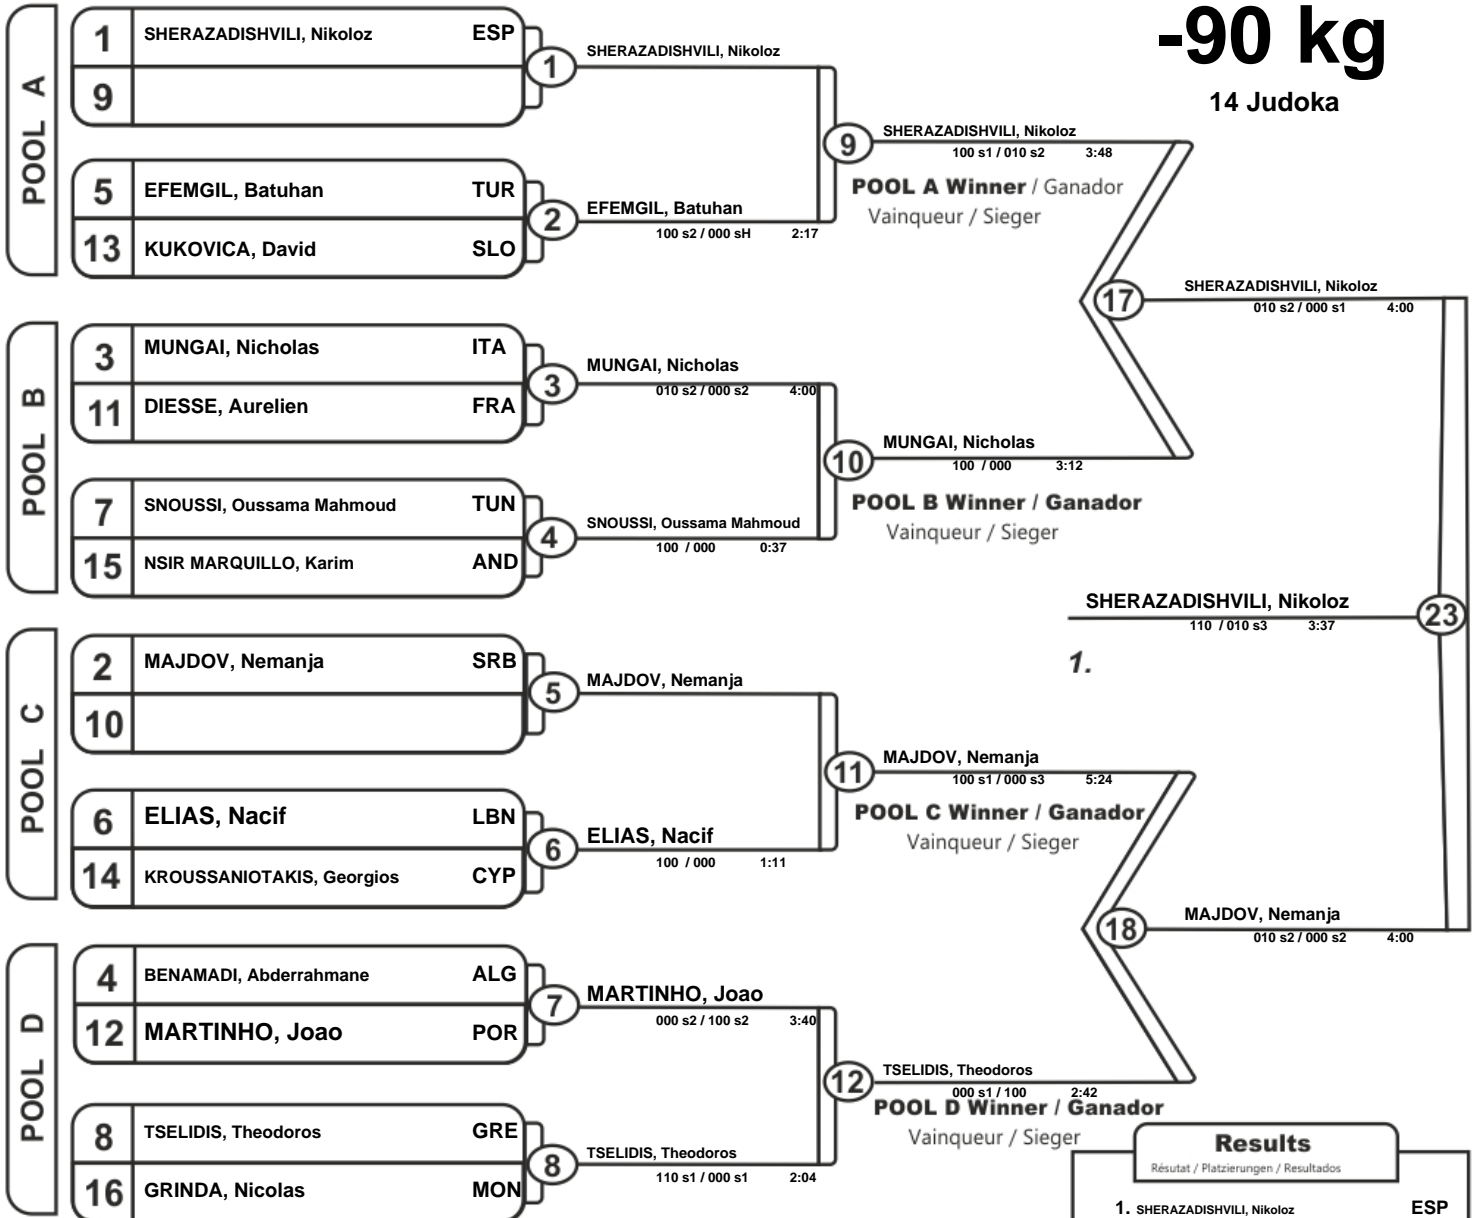 -90 kg
14 Judoka
POOL A
1 SHERAZADISHVILI, Nikoloz ESP
9
1
SHERAZADISHVILI, Nikoloz
5 EFEMGIL, Batuhan TUR
13 KUKOVICA, David SLO
2
EFEMGIL, Batuhan
100 s2 / 000 sH 2:17
9
SHERAZADISHVILI, Nikoloz
100 s1 / 010 s2 3:48
POOL A Winner / Ganador
Vainqueur / Sieger
POOL B
3 MUNGAI, Nicholas ITA
11 DIESSE, Aurelien FRA
3
MUNGAI, Nicholas
010 s2 / 000 s2 4:00
7 SNOUSSI, Oussama Mahmoud TUN
15 NSIR MARQUILLO, Karim AND
4
SNOUSSI, Oussama Mahmoud
100 / 000 0:37
10
MUNGAI, Nicholas
100 / 000 3:12
POOL B Winner / Ganador
Vainqueur / Sieger
17
SHERAZADISHVILI, Nikoloz
010 s2 / 000 s1 4:00
SHERAZADISHVILI, Nikoloz
110 / 010 s3 3:37
23
1.
POOL C
2 MAJDOV, Nemanja SRB
10
5
MAJDOV, Nemanja
6 ELIAS, Nacif LBN
14 KROUSSANIOTAKIS, Georgios CYP
6
ELIAS, Nacif
100 / 000 1:11
11
MAJDOV, Nemanja
100 s1 / 000 s3 5:24
POOL C Winner / Ganador
Vainqueur / Sieger
18
MAJDOV, Nemanja
010 s2 / 000 s2 4:00
POOL D
4 BENAMADI, Abderrahmane ALG
12 MARTINHO, Joao POR
7
MARTINHO, Joao
000 s2 / 100 s2 3:40
8 TSELIDIS, Theodoros GRE
16 GRINDA, Nicolas MON
8
TSELIDIS, Theodoros
110 s1 / 000 s1 2:04
12
TSELIDIS, Theodoros
000 s1 / 100 2:42
POOL D Winner / Ganador
Vainqueur / Sieger
Results
Résutat / Platzierungen / Resultados
1. SHERAZADISHVILI, Nikoloz ESP